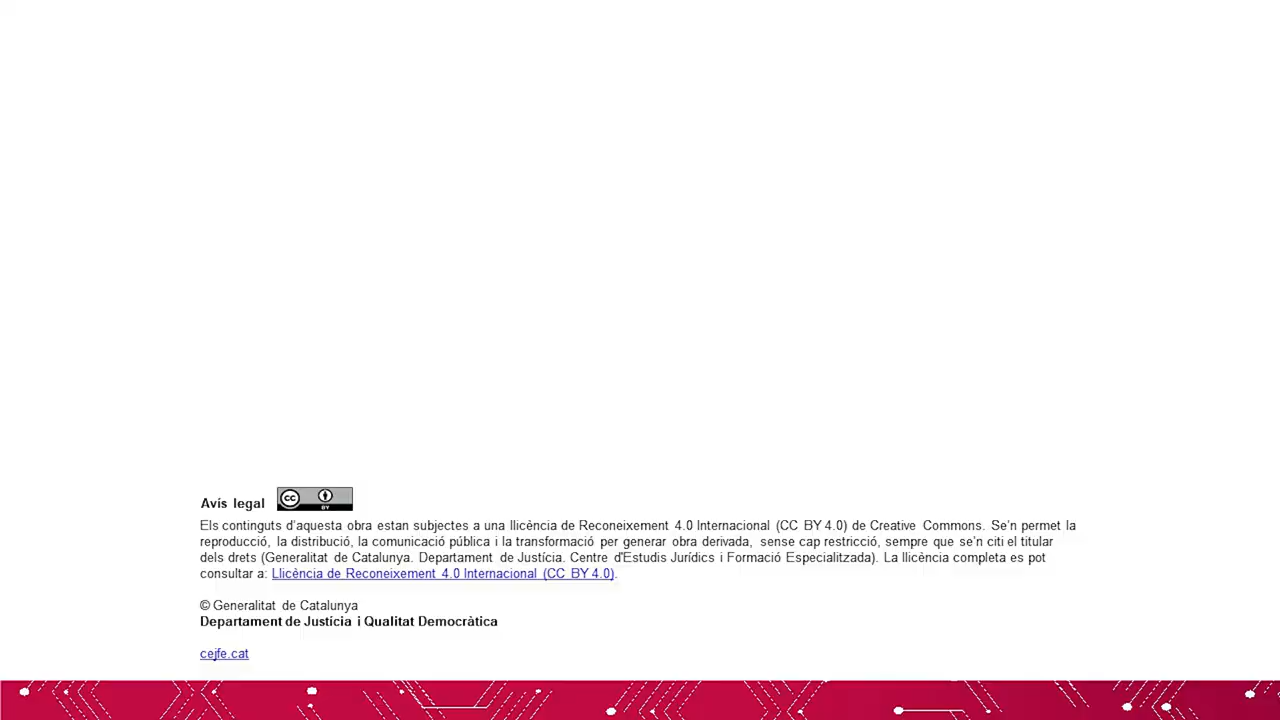 Avís legal
cc BY
Els continguts d'aquesta obra estan subjectes a una llicència de Reconeixement 4.0 Internacional (CC BY 4.0) de Creative Commons. Se'n permet la
reproducció, la distribució, la comunicació pública i la transformació per generar obra derivada, sense cap restricció, sempre que se'n citi el titular
dels drets (Generalitat de Catalunya. Departament de Justícia. Centre d'Estudis Jurídics i Formació Especialitzada). La llicència completa es pot
consultar a: Llicència de Reconeixement 4.0 Internacional (CC BY 4.0).
© Generalitat de Catalunya
Departament de Justícia i Qualitat Democràtica
cejfe.cat